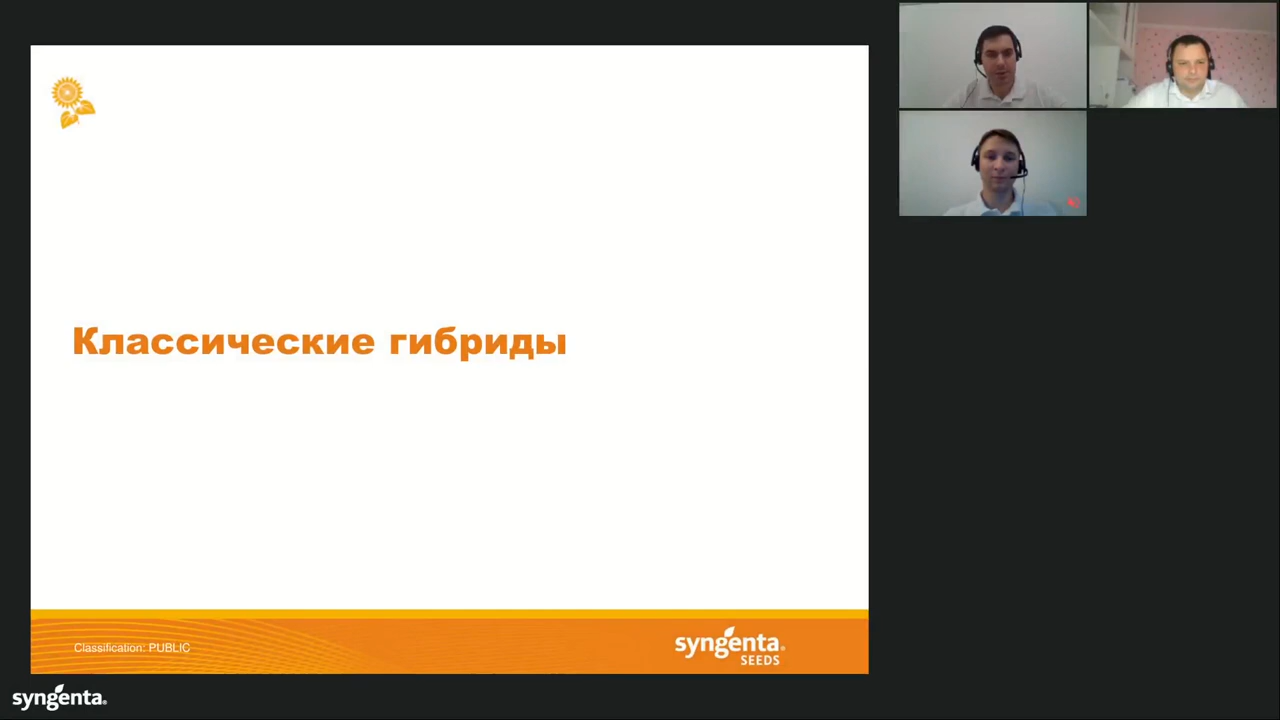 Классические гибриды
Classification: PUBLIC
syngenta
SEEDS
syngenta